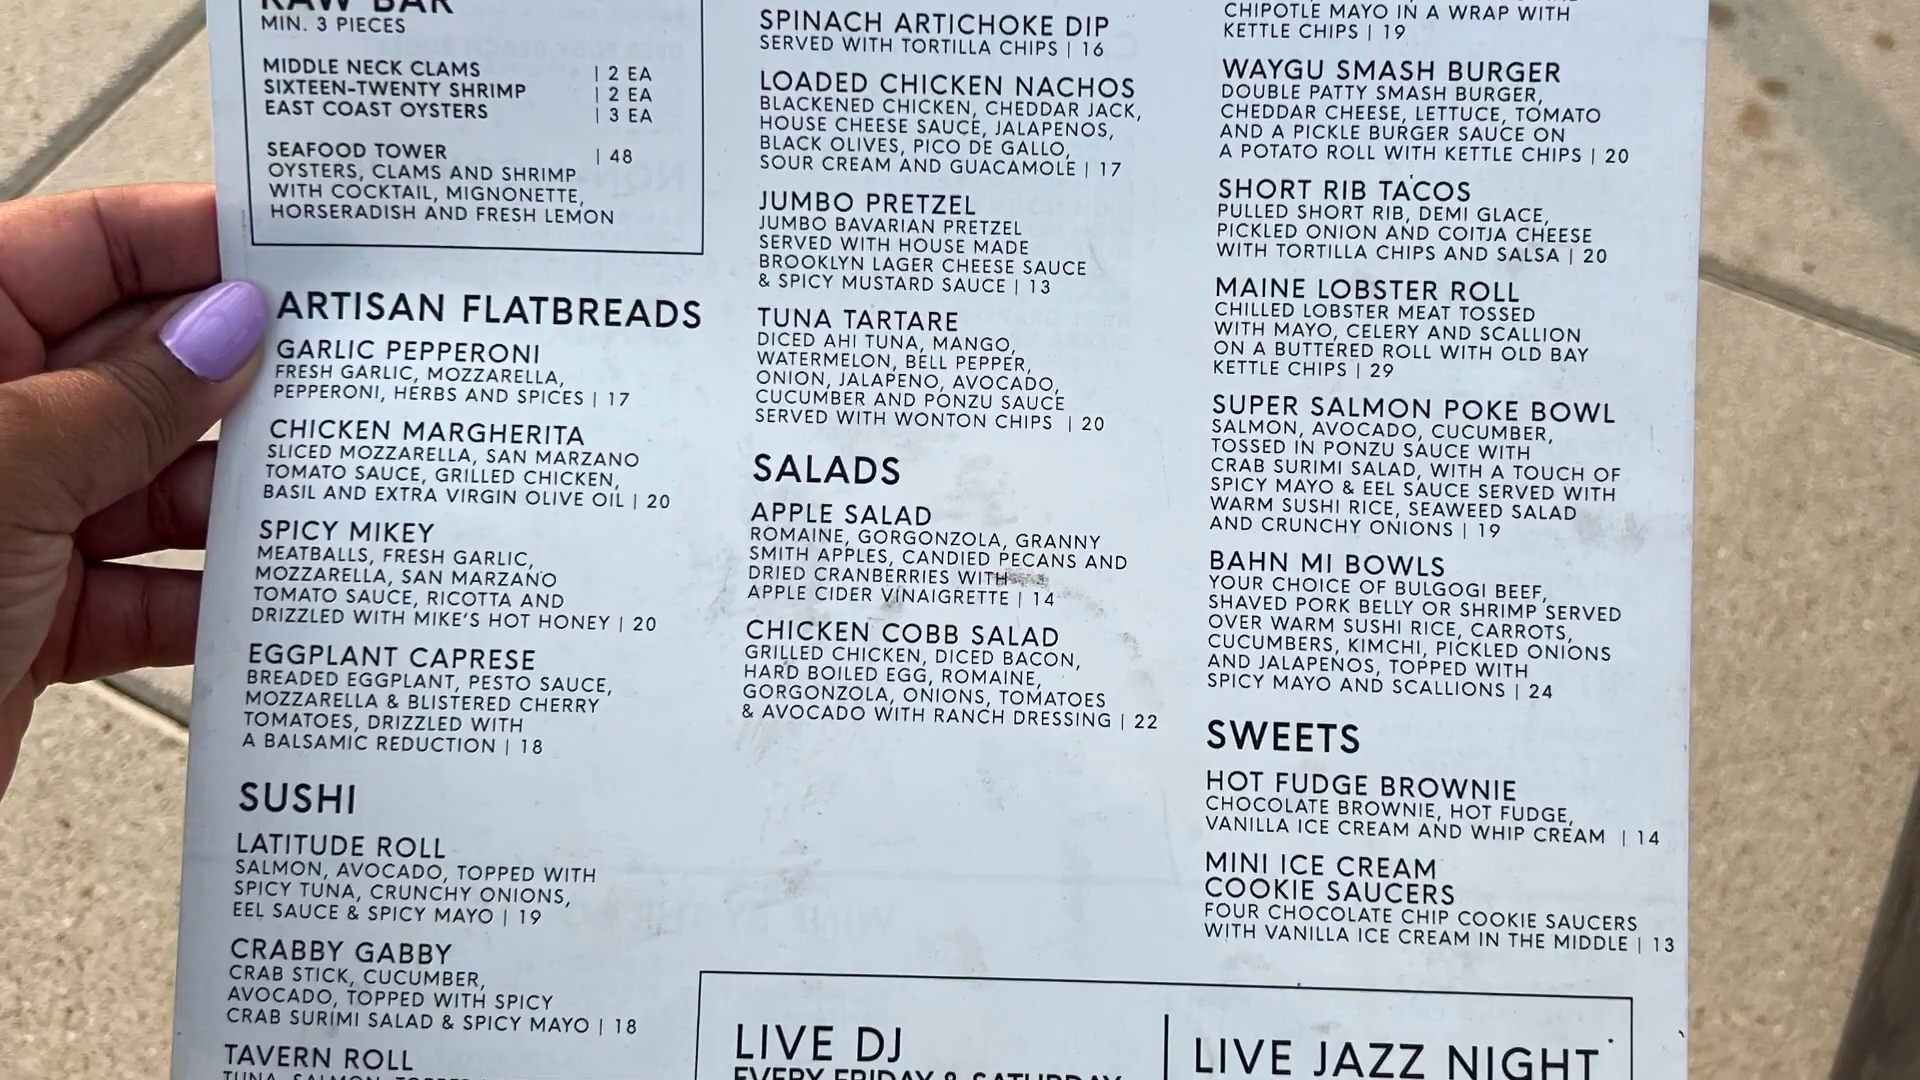 RAW BAR
MIN. 3 PIECES
MIDDLE NECK CLAMS | 2 EA
SIXTEEN-TWENTY SHRIMP | 2 EA
EAST COAST OYSTERS | 3 EA
SEAFOOD TOWER | 48
OYSTERS, CLAMS AND SHRIMP
WITH COCKTAIL, MIGNONETTE,
HORSERADISH AND FRESH LEMON
ARTISAN FLATBREADS
GARLIC PEPPERONI
FRESH GARLIC, MOZZARELLA,
PEPPERONI, HERBS AND SPICES | 17
CHICKEN MARGHERITA
SLICED MOZZARELLA, SAN MARZANO
TOMATO SAUCE, GRILLED CHICKEN,
BASIL AND EXTRA VIRGIN OLIVE OIL | 20
SPICY MIKEY
MEATBALLS, FRESH GARLIC,
MOZZARELLA, SAN MARZANO
TOMATO SAUCE, RICOTTA AND
DRIZZLED WITH MIKE'S HOT HONEY | 20
EGGPLANT CAPRESE
BREADED EGGPLANT, PESTO SAUCE,
MOZZARELLA & BLISTERED CHERRY
TOMATOES, DRIZZLED WITH
A BALSAMIC REDUCTION | 18
SUSHI
LATITUDE ROLL
SALMON, AVOCADO, TOPPED WITH
SPICY TUNA, CRUNCHY ONIONS,
EEL SAUCE & SPICY MAYO | 19
CRABBY GABBY
CRAB STICK, CUCUMBER,
AVOCADO, TOPPED WITH SPICY
CRAB SURIMI SALAD & SPICY MAYO | 18
TAVERN ROLL
TUNA, SALMON, TOPPED
SPINACH ARTICHOKE DIP
SERVED WITH TORTILLA CHIPS | 16
LOADED CHICKEN NACHOS
BLACKENED CHICKEN, CHEDDAR JACK,
HOUSE CHEESE SAUCE, JALAPENOS,
BLACK OLIVES, PICO DE GALLO,
SOUR CREAM AND GUACAMOLE | 17
JUMBO PRETZEL
JUMBO BAVARIAN PRETZEL
SERVED WITH HOUSE MADE
BROOKLYN LAGER CHEESE SAUCE
& SPICY MUSTARD SAUCE | 13
TUNA TARTARE
DICED AHI TUNA, MANGO,
WATERMELON, BELL PEPPER,
ONION, JALAPENO, AVOCADO,
CUCUMBER AND PONZU SAUCE
SERVED WITH WONTON CHIPS | 20
SALADS
APPLE SALAD
ROMAINE, GORGONZOLA, GRANNY
SMITH APPLES, CANDIED PECANS AND
DRIED CRANBERRIES WITH
APPLE CIDER VINAIGRETTE | 14
CHICKEN COBB SALAD
GRILLED CHICKEN, DICED BACON,
HARD BOILED EGG, ROMAINE,
GORGONZOLA, ONIONS, TOMATOES
& AVOCADO WITH RANCH DRESSING | 22
CHIPOTLE MAYO IN A WRAP WITH
KETTLE CHIPS | 19
WAYGU SMASH BURGER
DOUBLE PATTY SMASH BURGER,
CHEDDAR CHEESE, LETTUCE, TOMATO
AND A PICKLE BURGER SAUCE ON
A POTATO ROLL WITH KETTLE CHIPS | 20
SHORT RIB TACOS
PULLED SHORT RIB, DEMI GLACE,
PICKLED ONION AND COITJA CHEESE
WITH TORTILLA CHIPS AND SALSA | 20
MAINE LOBSTER ROLL
CHILLED LOBSTER MEAT TOSSED
WITH MAYO, CELERY AND SCALLION
ON A BUTTERED ROLL WITH OLD BAY
KETTLE CHIPS | 29
SUPER SALMON POKE BOWL
SALMON, AVOCADO, CUCUMBER,
TOSSED IN PONZU SAUCE WITH
CRAB SURIMI SALAD, WITH A TOUCH OF
SPICY MAYO & EEL SAUCE SERVED WITH
WARM SUSHI RICE, SEAWEED SALAD
AND CRUNCHY ONIONS | 19
BAHN MI BOWLS
YOUR CHOICE OF BULGOGI BEEF,
SHAVED PORK BELLY OR SHRIMP SERVED
OVER WARM SUSHI RICE, CARROTS,
CUCUMBERS, KIMCHI, PICKLED ONIONS
AND JALAPENOS, TOPPED WITH
SPICY MAYO AND SCALLIONS | 24
SWEETS
HOT FUDGE BROWNIE
CHOCOLATE BROWNIE, HOT FUDGE,
VANILLA ICE CREAM AND WHIP CREAM | 14
MINI ICE CREAM
COOKIE SAUCERS
FOUR CHOCOLATE CHIP COOKIE SAUCERS
WITH VANILLA ICE CREAM IN THE MIDDLE | 13
LIVE DJ
EVERY FRIDAY & SATURDAY
LIVE JAZZ NIGHT